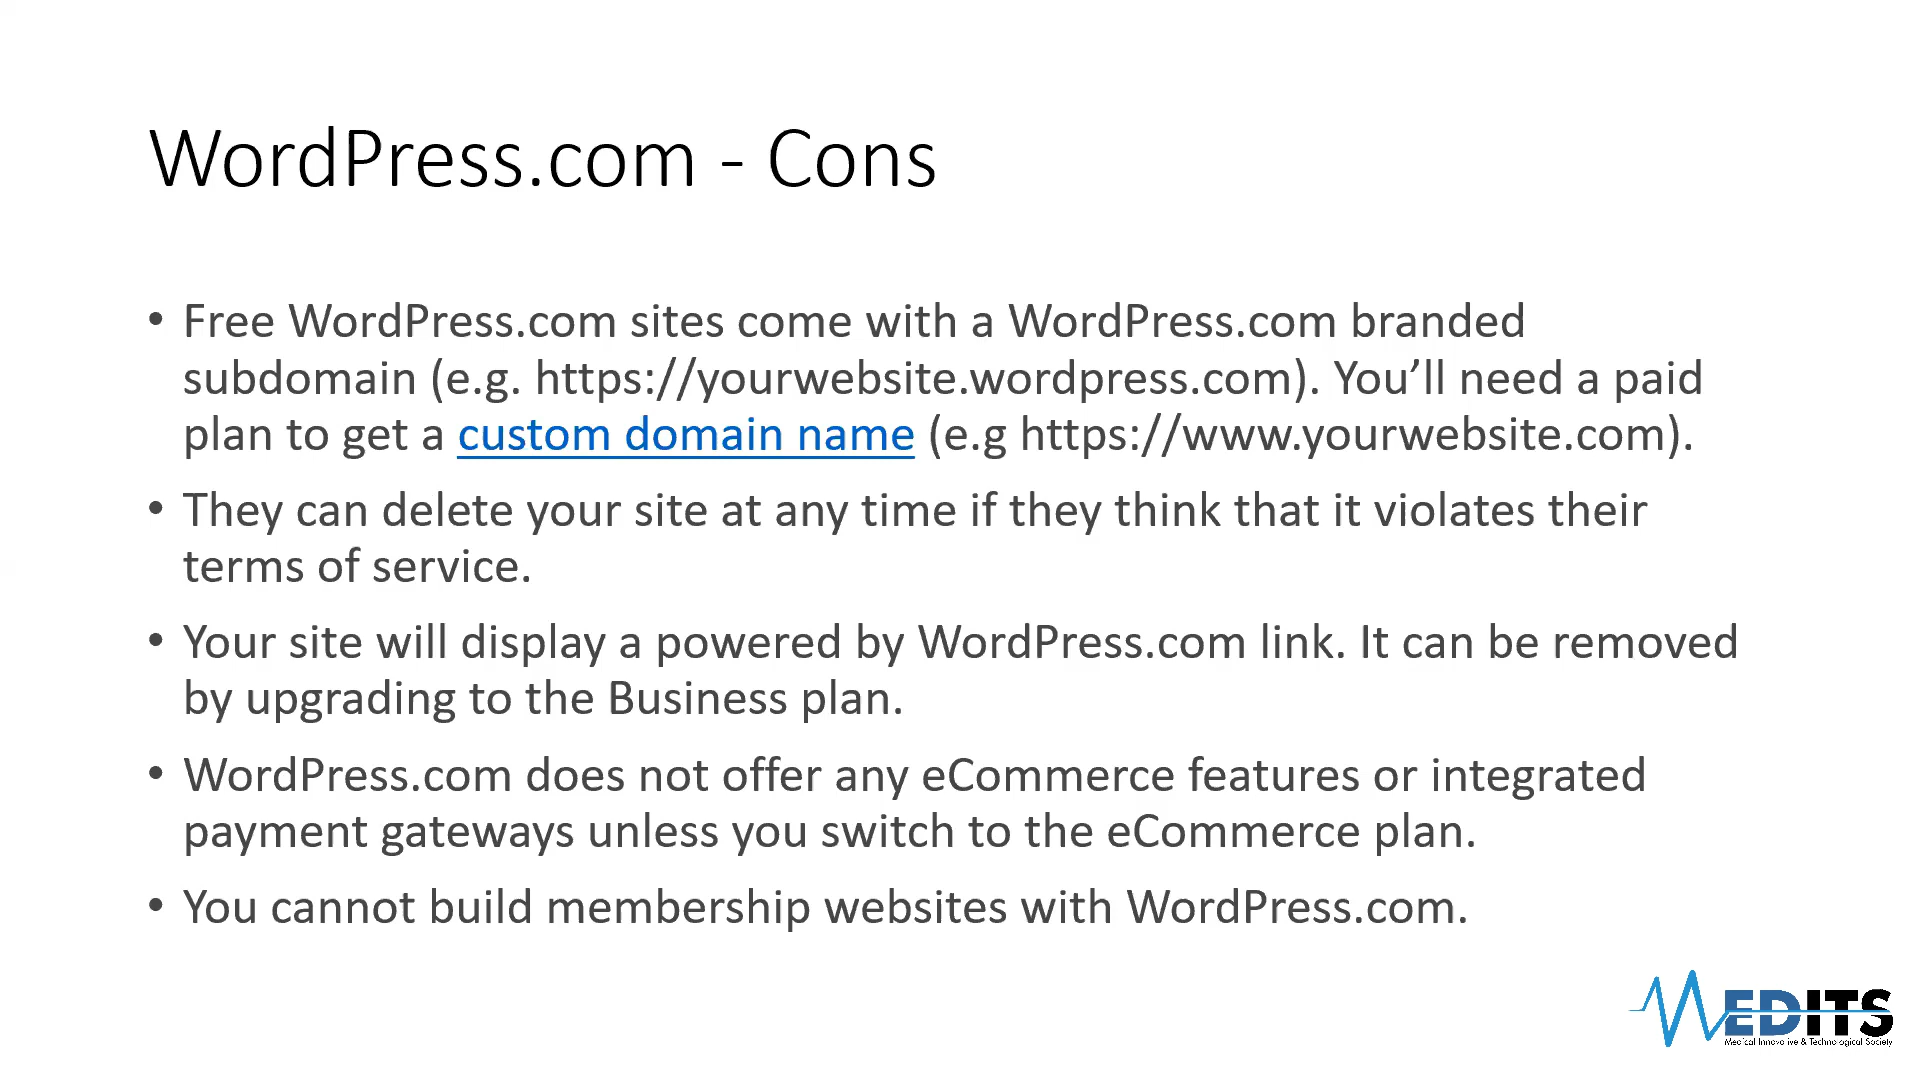 WordPress.com - Cons
• Free WordPress.com sites come with a WordPress.com branded
subdomain (e.g. https://yourwebsite.wordpress.com). You’ll need a paid
plan to get a custom domain name (e.g https://www.yourwebsite.com).
• They can delete your site at any time if they think that it violates their
terms of service.
• Your site will display a powered by WordPress.com link. It can be removed
by upgrading to the Business plan.
• WordPress.com does not offer any eCommerce features or integrated
payment gateways unless you switch to the eCommerce plan.
• You cannot build membership websites with WordPress.com.
MEDITS
Medical Innovative & Technological Society